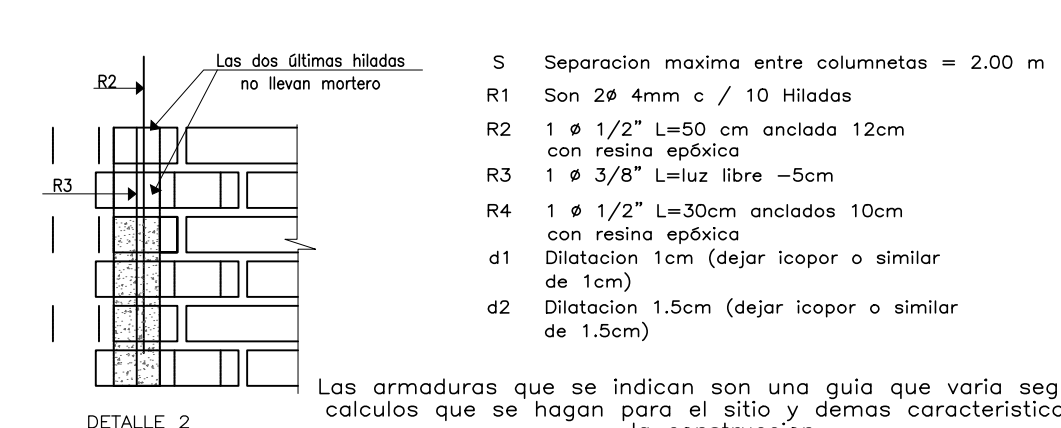 Las dos últimas hiladas
no llevan mortero
R2
R3
DETALLE 2
S Separacion maxima entre columnetas = 2.00 m
R1 Son 2ø 4mm c / 10 Hiladas
R2 1 ø 1/2" L=50 cm anclada 12cm
con resina epóxica
R3 1 ø 3/8" L=luz libre -5cm
R4 1 ø 1/2" L=30cm anclados 10cm
con resina epóxica
d1 Dilatacion 1cm (dejar icopor o similar
de 1cm)
d2 Dilatacion 1.5cm (dejar icopor o similar
de 1.5cm)
Las armaduras que se indican son una guia que varia seg
calculos que se hagan para el sitio y demas caracteristic
la construccion